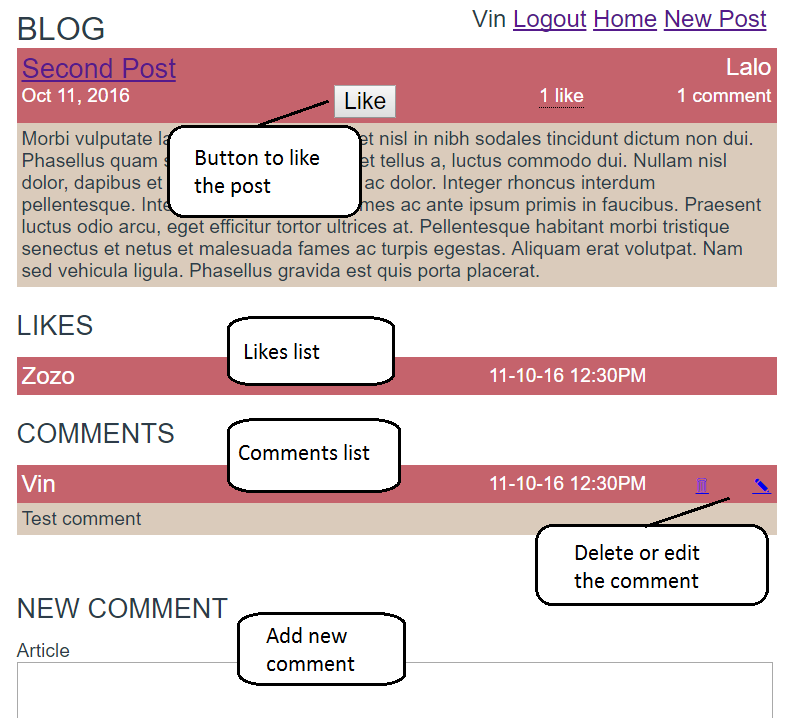 BLOG
Vin Logout Home New Post
Second Post
Lalo
Oct 11, 2016
Like
1 like
1 comment
Morbi vulputate la et nisl in nibh sodales tincidunt dictum non dui.
Phasellus quam s et tellus a, luctus commodo dui. Nullam nisl
dolor, dapibus et ac dolor. Integer rhoncus interdum
pellentesque. Inte mes ac ante ipsum primis in faucibus. Praesent
luctus odio arcu, eget efficitur tortor ultrices at. Pellentesque habitant morbi tristique
senectus et netus et malesuada fames ac turpis egestas. Aliquam erat volutpat. Nam
sed vehicula ligula. Phasellus gravida est quis porta placerat.
Button to like
the post
LIKES
Likes list
Zozo
11-10-16 12:30PM
COMMENTS
Comments list
Vin
11-10-16 12:30PM
Test comment
Delete or edit
the comment
NEW COMMENT
Add new
comment
Article